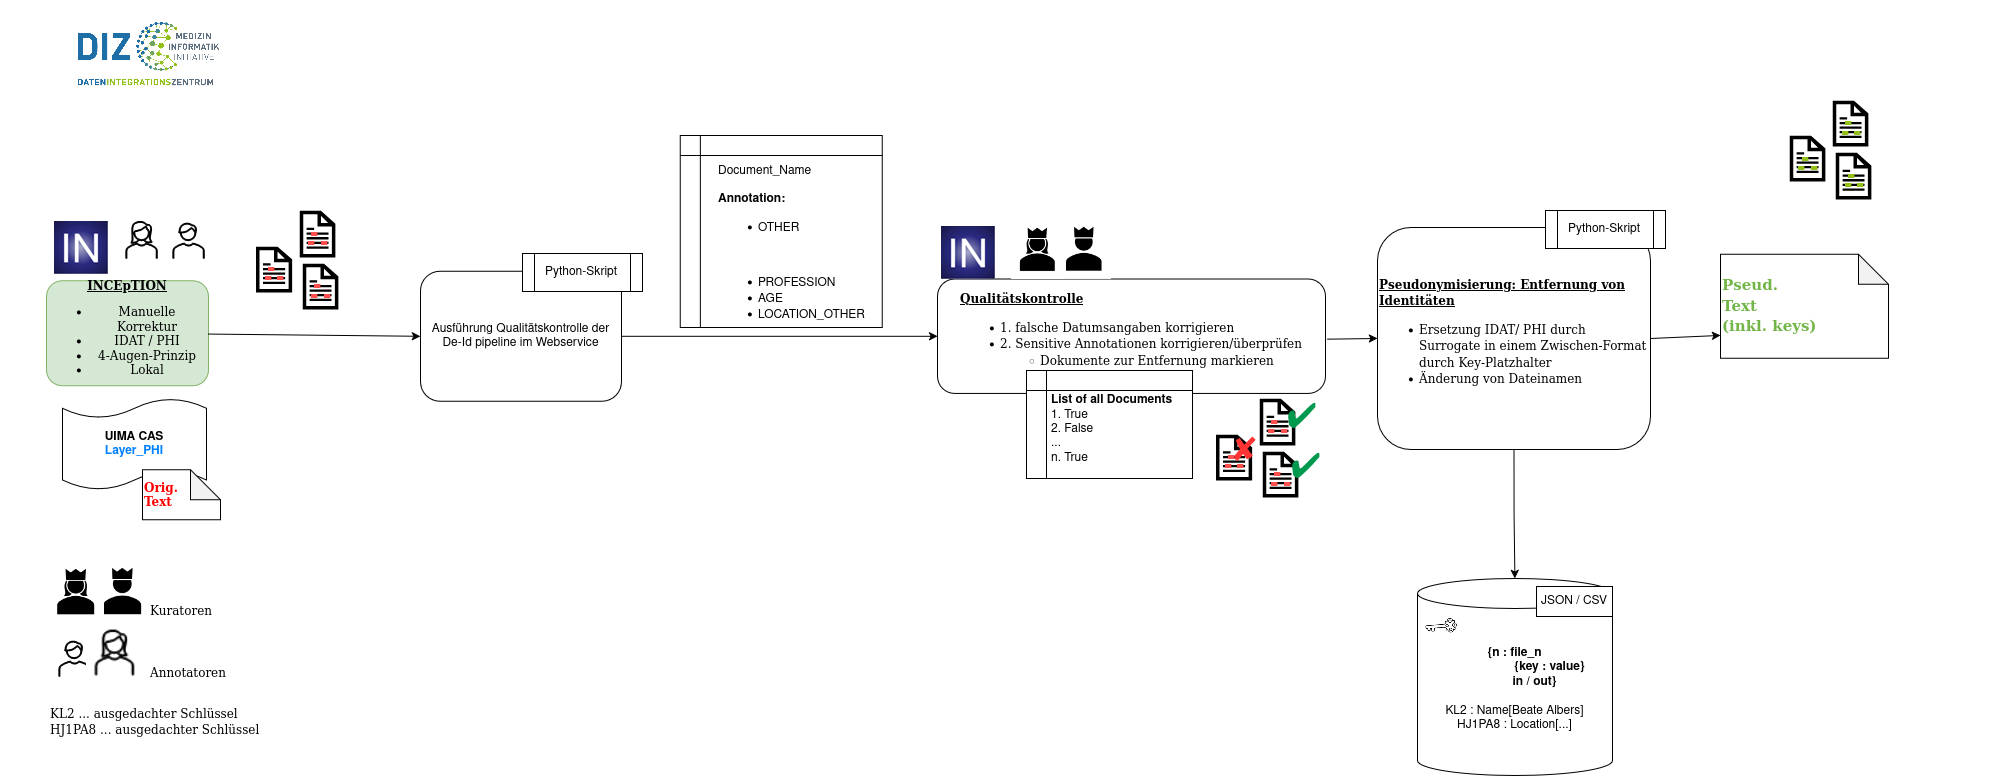 DIZ
MEDIZIN
INFORMATIK
INITIATIVE
DATENINTEGRATIONSZENTRUM
IN
INCEpTION
Manuelle
Korrektur
IDAT / PHI
4-Augen-Prinzip
Lokal
UIMA CAS
Layer_PHI
Orig.
Text
Kuratoren
Annotatoren
KL2 ... ausgedachter Schlüssel
HJ1PA8 ... ausgedachter Schlüssel
Python-Skript
Ausführung Qualitätskontrolle der
De-Id pipeline im Webservice
Document_Name
Annotation:
OTHER
PROFESSION
AGE
LOCATION_OTHER
IN
Qualitätskontrolle
1. falsche Datumsangaben korrigieren
2. Sensitive Annotationen korrigieren/überprüfen
Dokumente zur Entfernung markieren
List of all Documents
1. True
2. False
...
n. True
Python-Skript
Pseudonymisierung: Entfernung von
Identitäten
Ersetzung IDAT/ PHI durch
Surrogate in einem Zwischen-Format
durch Key-Platzhalter
Änderung von Dateinamen
Pseud.
Text
(inkl. keys)
JSON / CSV
{n : file_n
{key : value}
in / out}
KL2 : Name[Beate Albers]
HJ1PA8 : Location[...]